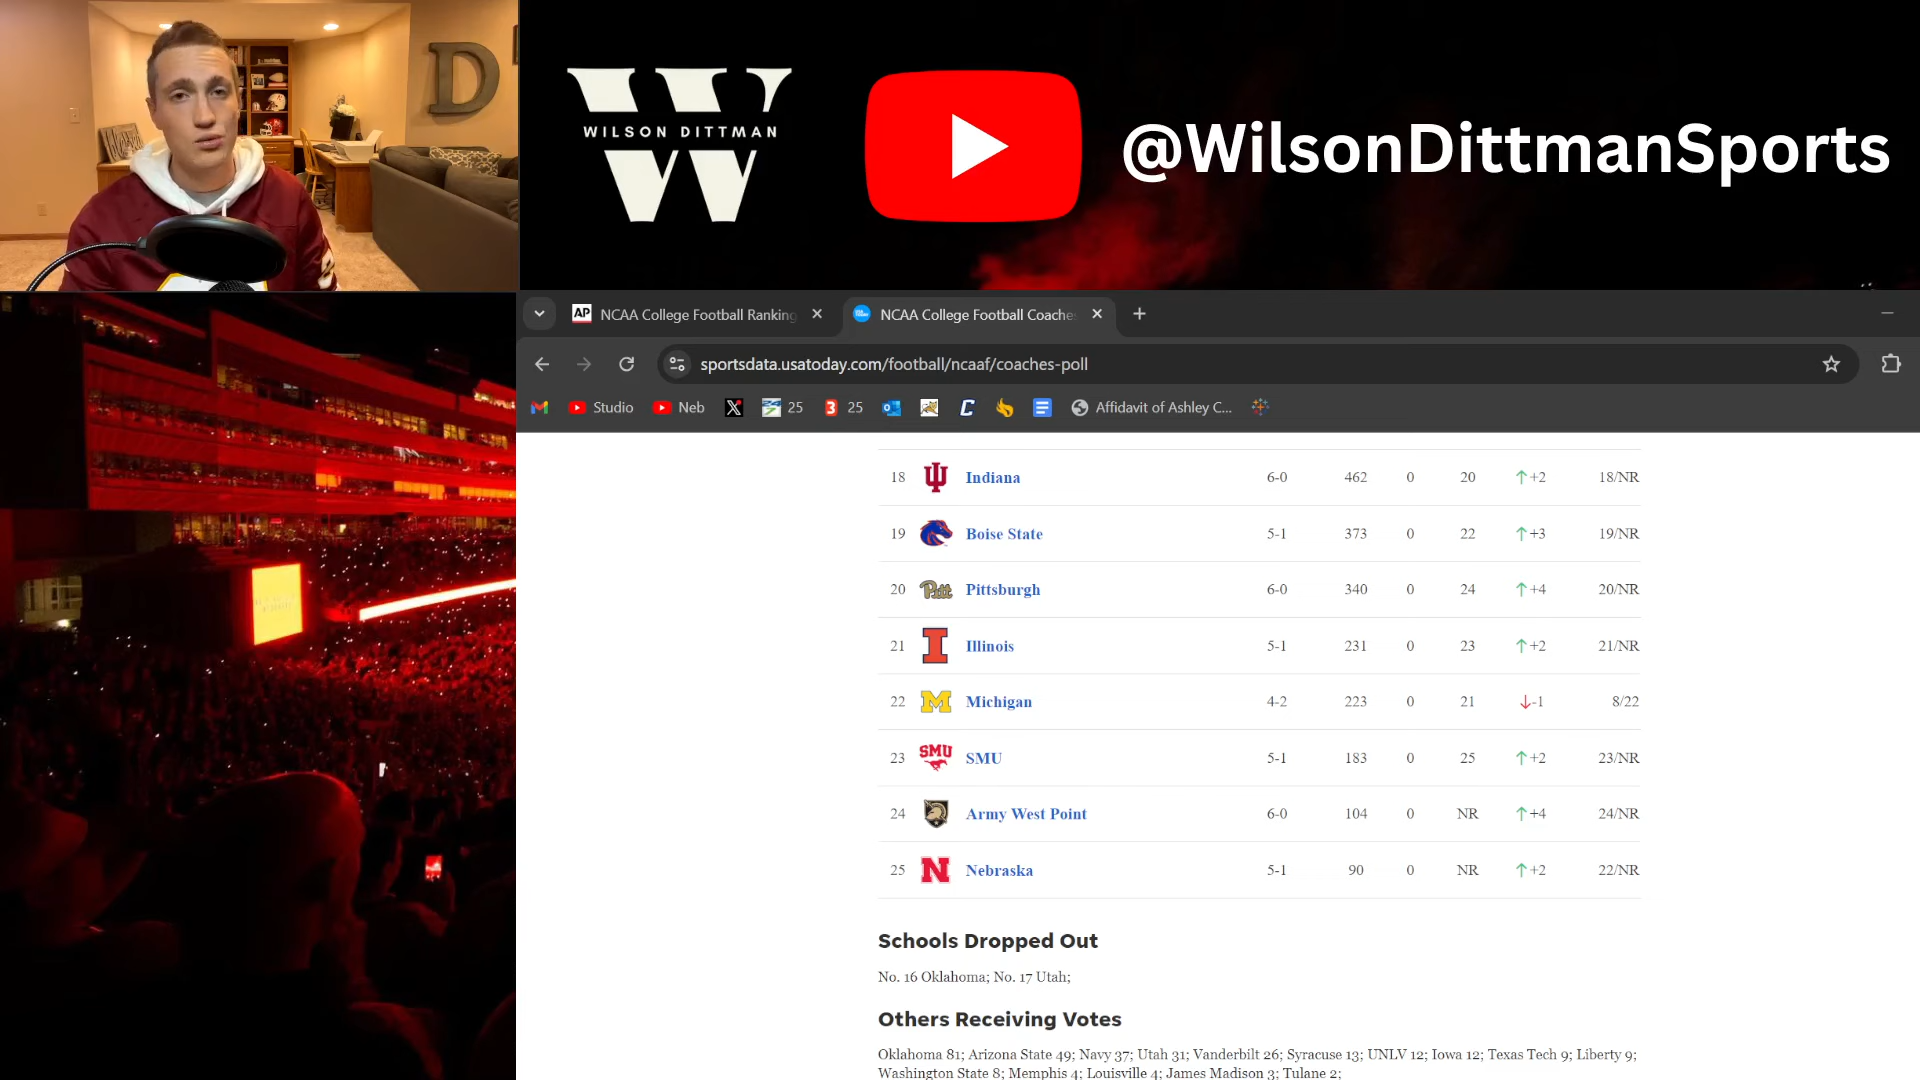 WILSON DITTMAN
@WilsonDittmanSports
D
AP NCAA College Football Ranking
NCAA College Football Coache
sportsdata.usatoday.com/football/ncaaf/coaches-poll
Studio Neb 25 3 25 Affidavit of Ashley C...
18 Indiana 6-0 462 0 20 ↑+2 18/NR
19 Boise State 5-1 373 0 22 ↑+3 19/NR
20 Pitt Pittsburgh 6-0 340 0 24 ↑+4 20/NR
21 I Illinois 5-1 231 0 23 ↑+2 21/NR
22 M Michigan 4-2 223 0 21 ↓-1 8/22
23 SMU SMU 5-1 183 0 25 ↑+2 23/NR
24 Army West Point 6-0 104 0 NR ↑+4 24/NR
25 N Nebraska 5-1 90 0 NR ↑+2 22/NR
Schools Dropped Out
No. 16 Oklahoma; No. 17 Utah;
Others Receiving Votes
Oklahoma 81; Arizona State 49; Navy 37; Utah 31; Vanderbilt 26; Syracuse 13; UNLV 12; Iowa 12; Texas Tech 9; Liberty 9;
Washington State 8; Memphis 4; Louisville 4; James Madison 3; Tulane 2;